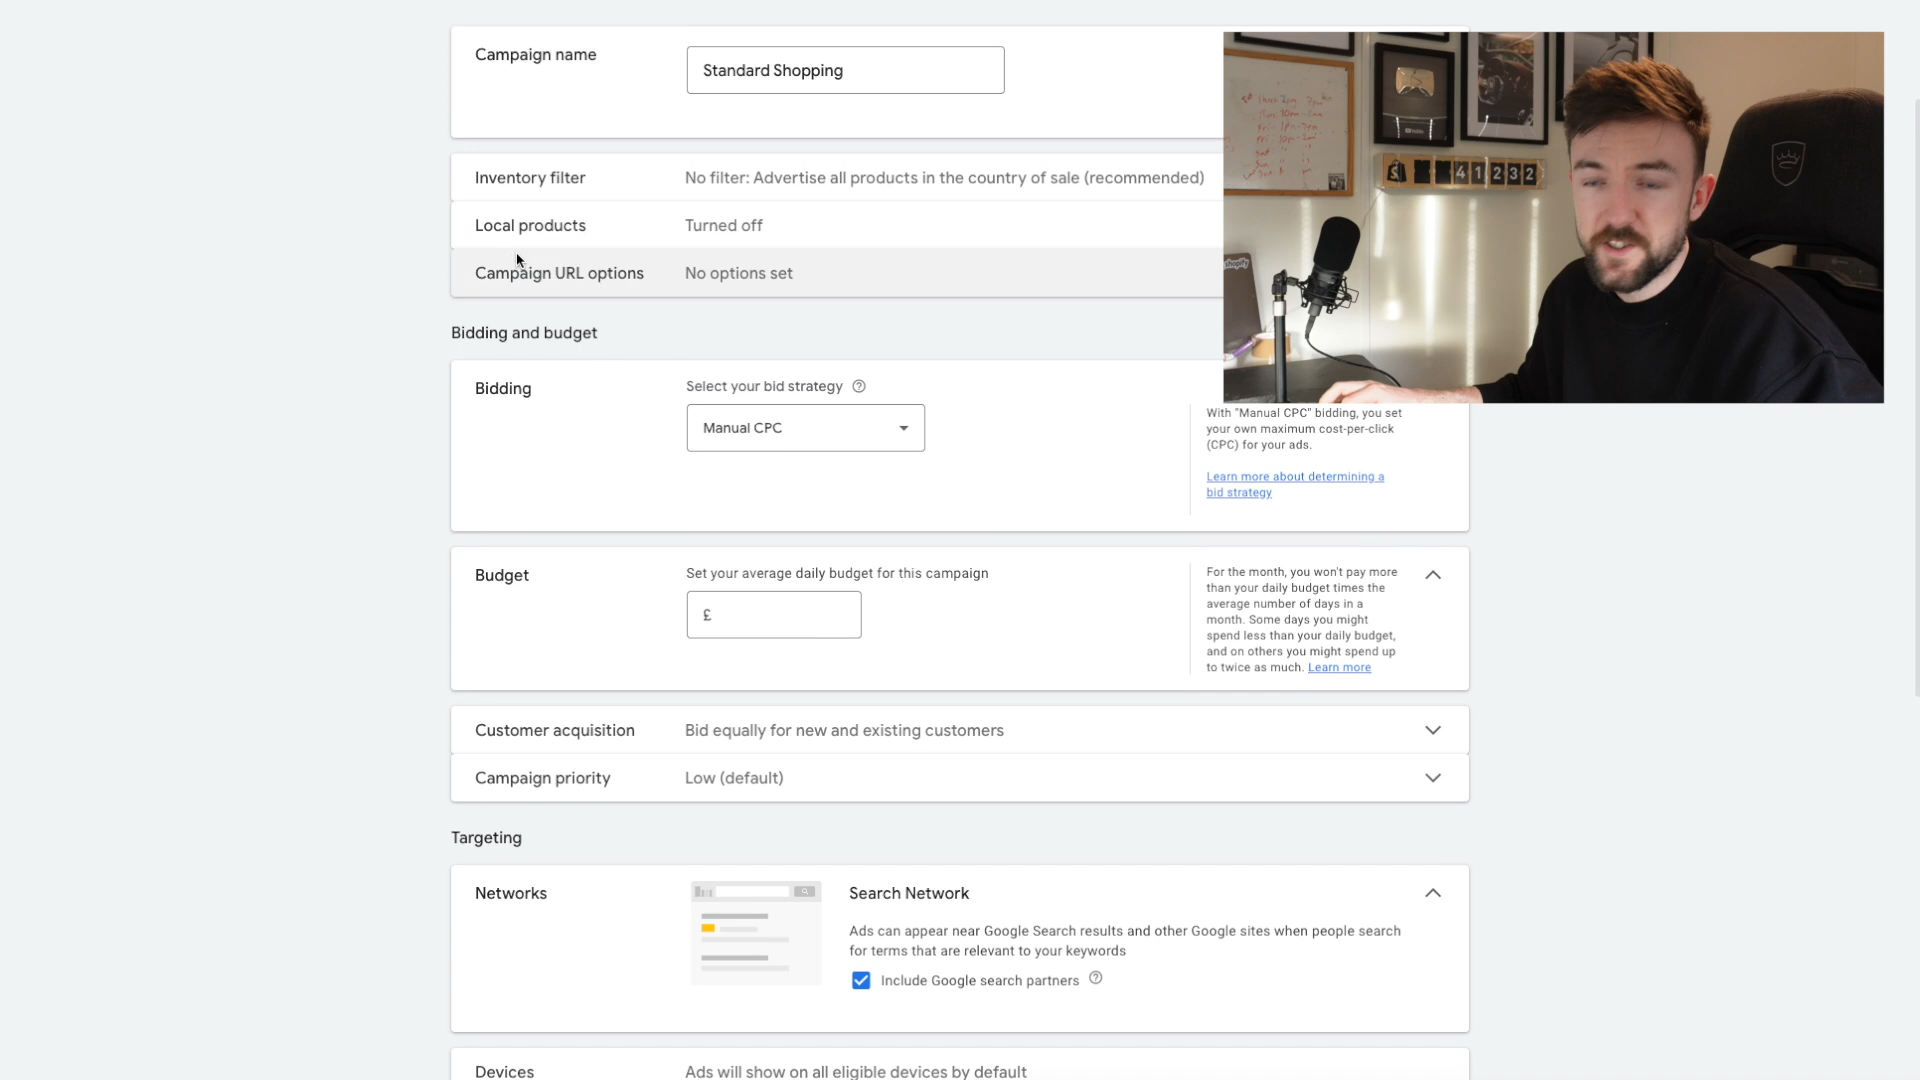 Campaign name
Standard Shopping
Inventory filter
No filter: Advertise all products in the country of sale (recommended)
Local products
Turned off
Campaign URL options
No options set
Bidding and budget
Bidding
Select your bid strategy
Manual CPC
With "Manual CPC" bidding, you set
your own maximum cost-per-click
(CPC) for your ads.
Learn more about determining a
bid strategy
Budget
Set your average daily budget for this campaign
£
For the month, you won't pay more
than your daily budget times the
average number of days in a
month. Some days you might
spend less than your daily budget,
and on others you might spend up
to twice as much. Learn more
Customer acquisition
Bid equally for new and existing customers
Campaign priority
Low (default)
Targeting
Networks
Search Network
Ads can appear near Google Search results and other Google sites when people search
for terms that are relevant to your keywords
Include Google search partners
Devices
Ads will show on all eligible devices by default
41232
shopify